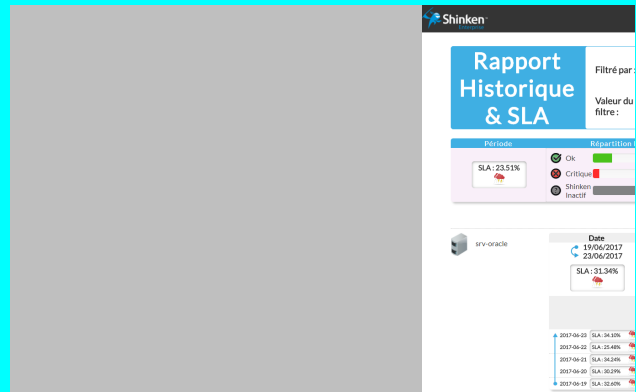 Shinken
Enterprise
Rapport
Historique
& SLA
Filtré par :
Valeur du
filtre :
Période
Répartition
SLA : 23.51%
Ok
Critique
Shinken
Inactif
srv-oracle
Date
19/06/2017
23/06/2017
SLA : 31.34%
2017-06-23 SLA : 34.10%
2017-06-22 SLA : 25.48%
2017-06-21 SLA : 34.24%
2017-06-20 SLA : 30.29%
2017-06-19 SLA : 32.60%